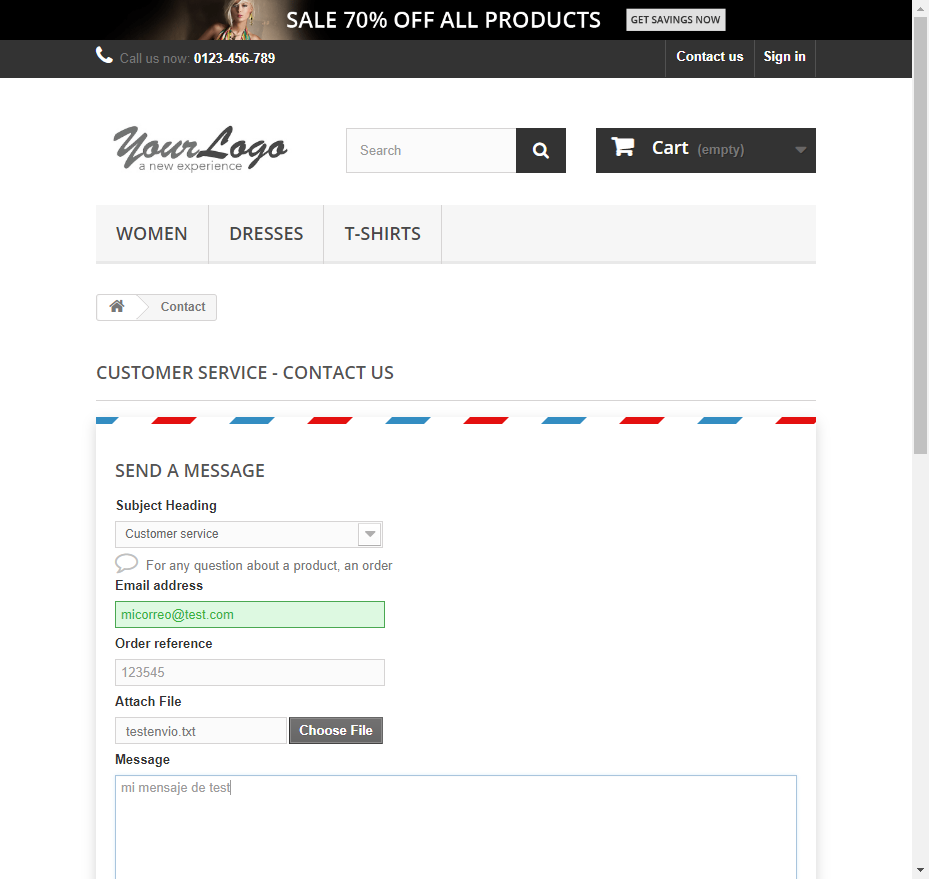 SALE 70% OFF ALL PRODUCTS GET SAVINGS NOW
Call us now: 0123-456-789 Contact us Sign in
YourLogo
a new experience
Search
Cart (empty)
WOMEN DRESSES T-SHIRTS
Contact
CUSTOMER SERVICE - CONTACT US
SEND A MESSAGE
Subject Heading
Customer service
For any question about a product, an order
Email address
micorreo@test.com
Order reference
123545
Attach File
testenvio.txt Choose File
Message
mi mensaje de test